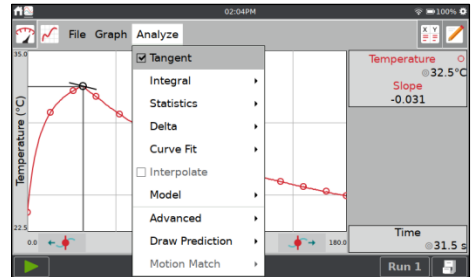 02:04PM 100%
File Graph Analyze
X Y
Tangent
Integral
Statistics
Delta
Curve Fit
Interpolate
Model
Advanced
Draw Prediction
Motion Match
35.0
Temperature (°C)
22.5
0.0
180.0
Temperature
32.5°C
Slope
-0.031
Time
31.5 s
Run 1